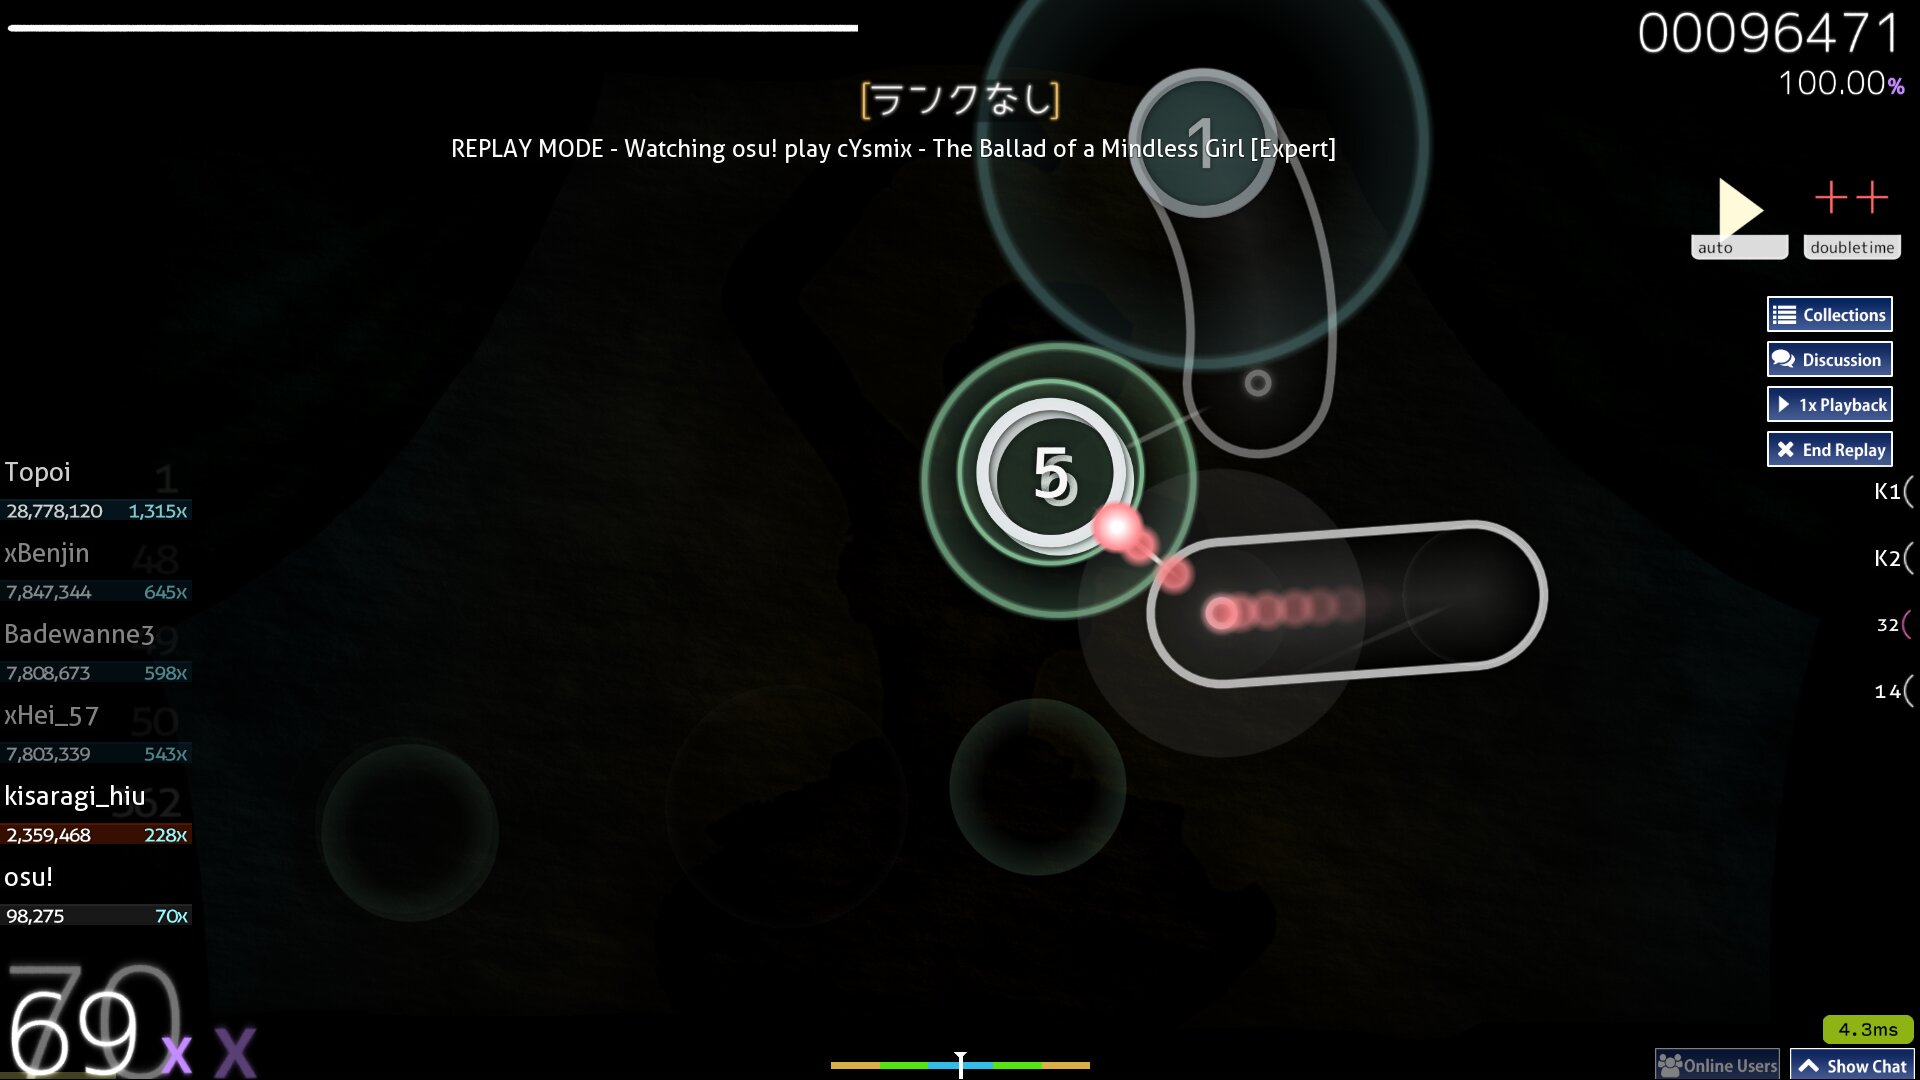 00096471
100.00%
[ランクなし]
REPLAY MODE - Watching osu! play cYsmix - The Ballad of a Mindless Girl [Expert]
1
auto
doubletime
Collections
Discussion
1x Playback
End Replay
5
6
K1
K2
32
14
Topoi 1
28,778,120 1,315x
xBenjin 48
7,847,344 645x
Badewanne3 49
7,808,673 598x
xHei_57 50
7,803,339 543x
kisaragi_hiu
2,359,468 228x
osu!
98,275 70x
70
69x x
4.3ms
Online Users
Show Chat